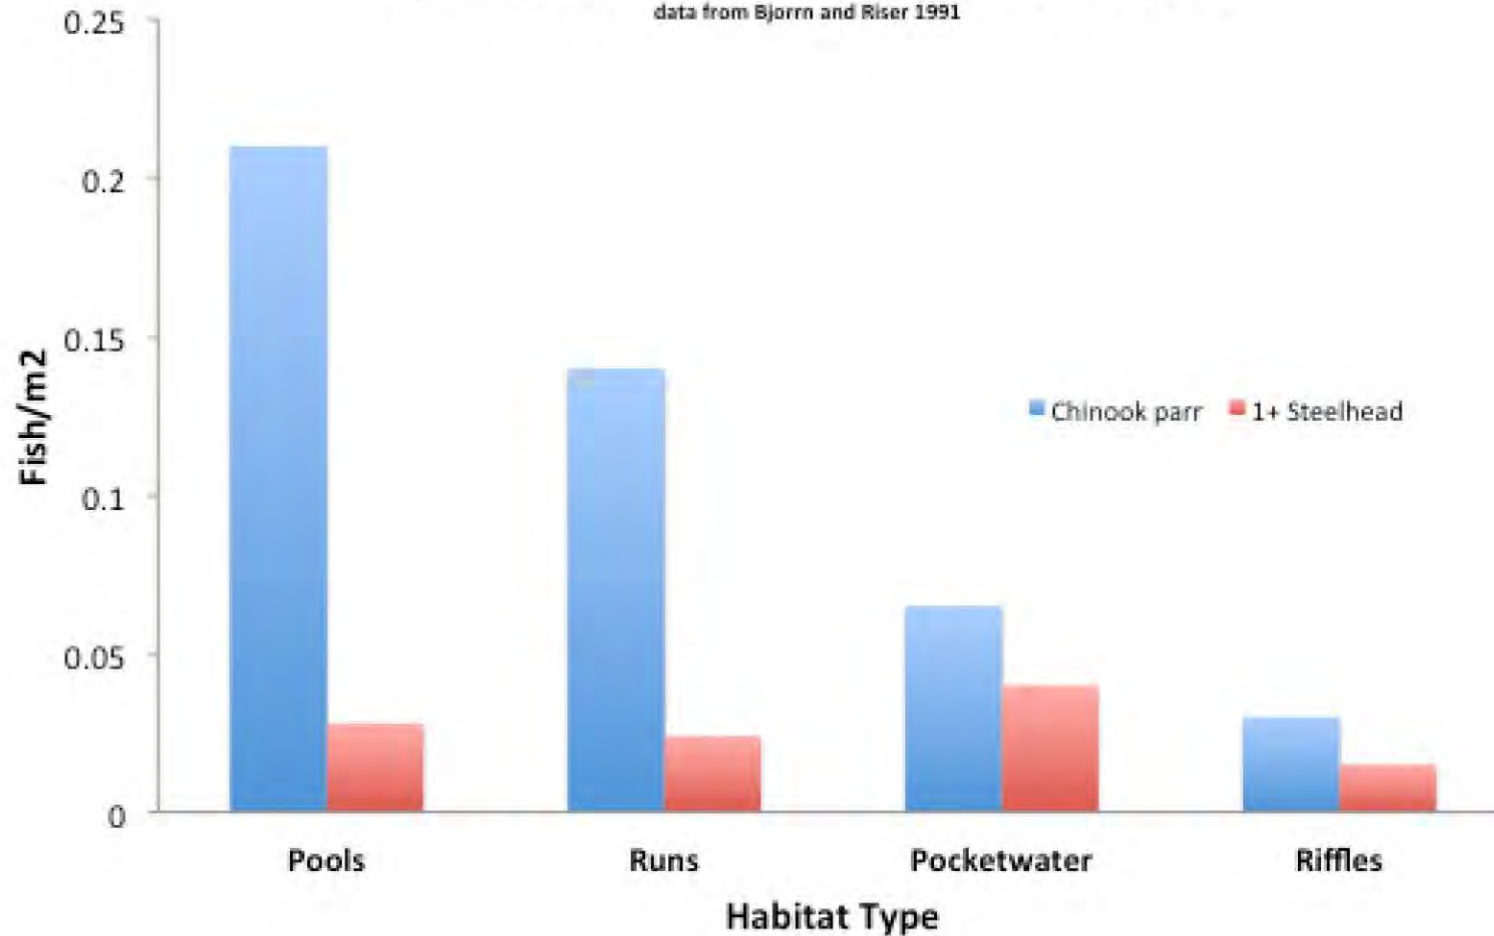 data from Bjorrn and Riser 1991
0.25
0.2
0.15
0.1
0.05
0
Fish/m2
Chinook parr
1+ Steelhead
Pools
Runs
Pocketwater
Riffles
Habitat Type